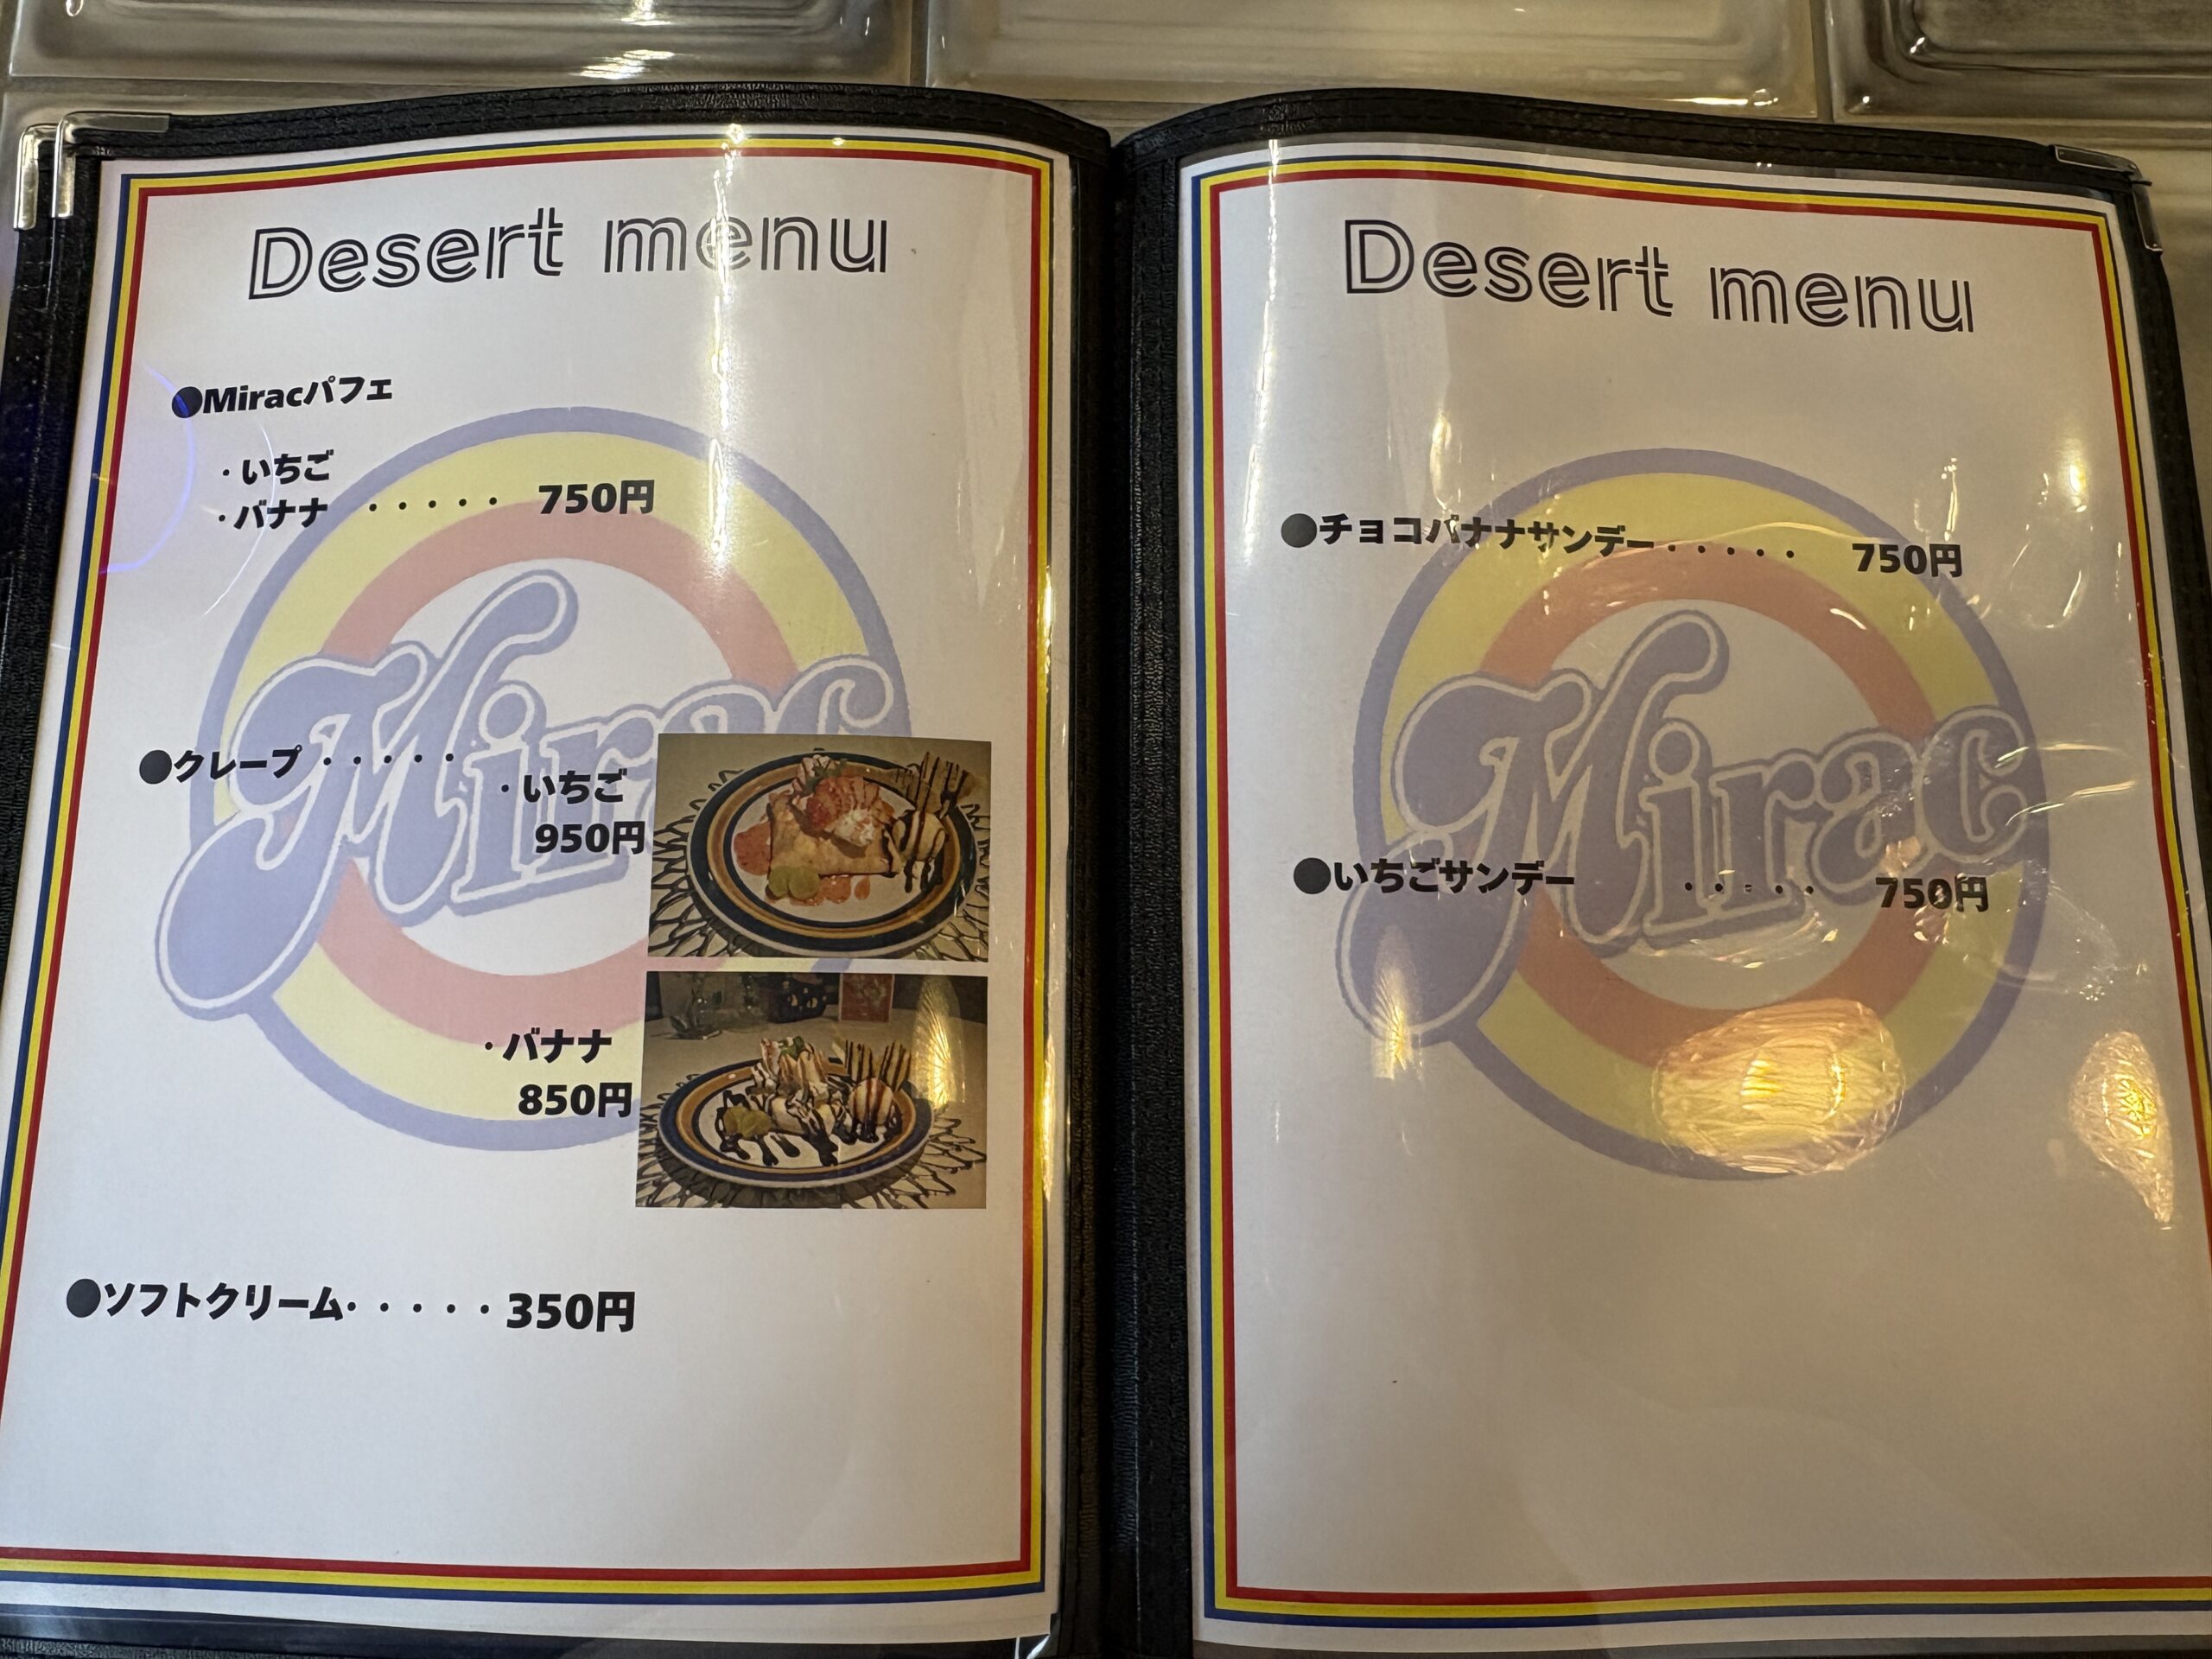 Desert menu
●Miracパフェ
・いちご
・バナナ ・・・・・ 750円
●クレープ ・・・・・
・いちご
950円
・バナナ
850円
●ソフトクリーム・・・・・350円
Mirac
Desert menu
●チョコバナナサンデー・・・・・ 750円
●いちごサンデー ・・・・・ 750円
Mirac